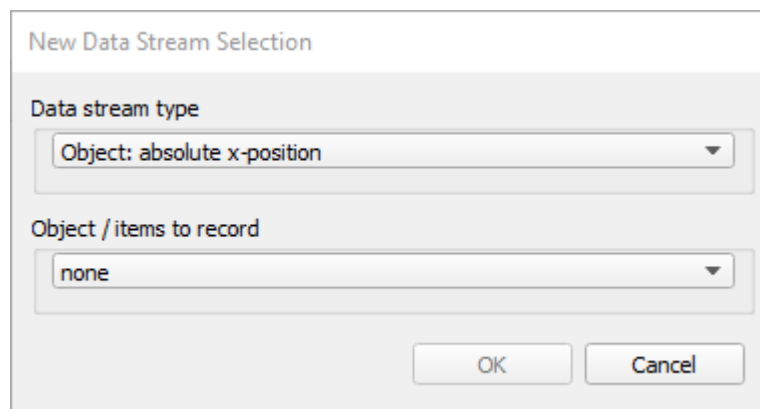 New Data Stream Selection
Data stream type
Object: absolute x-position
Object / items to record
none
OK
Cancel